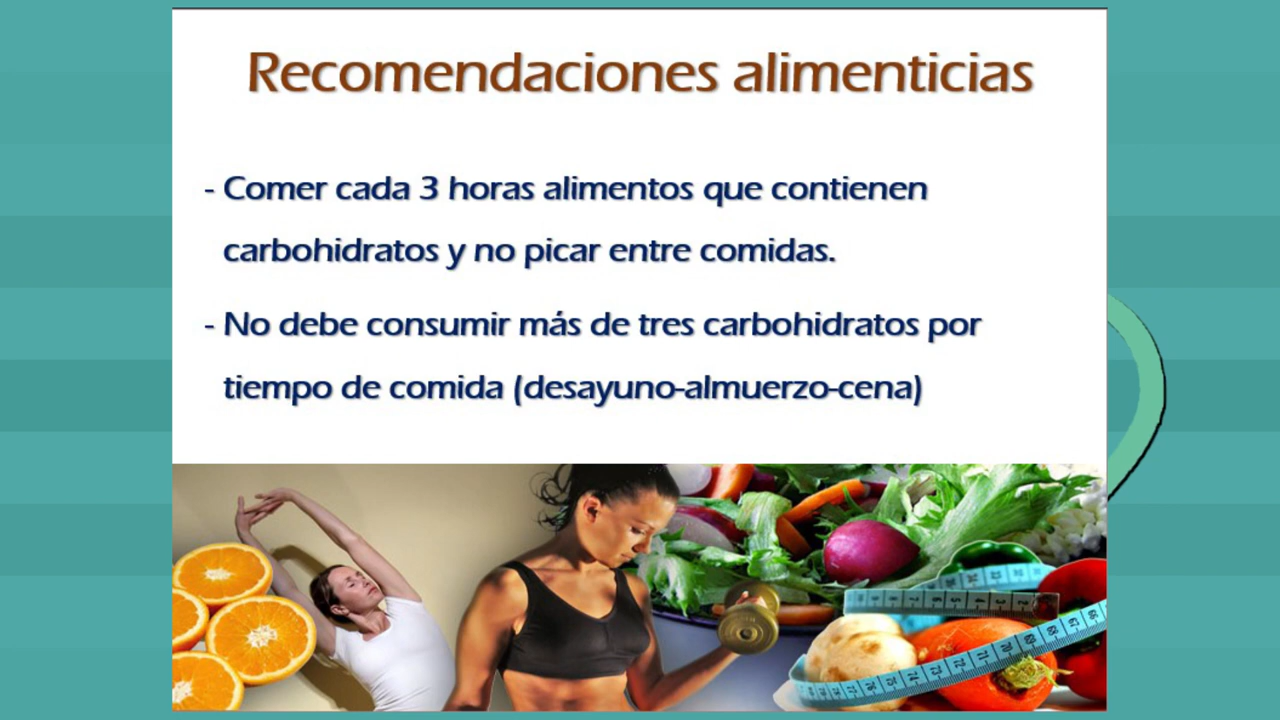 Recomendaciones alimenticias
- Comer cada 3 horas alimentos que contienen
carbohidratos y no picar entre comidas.
- No debe consumir más de tres carbohidratos por
tiempo de comida (desayuno-almuerzo-cena)